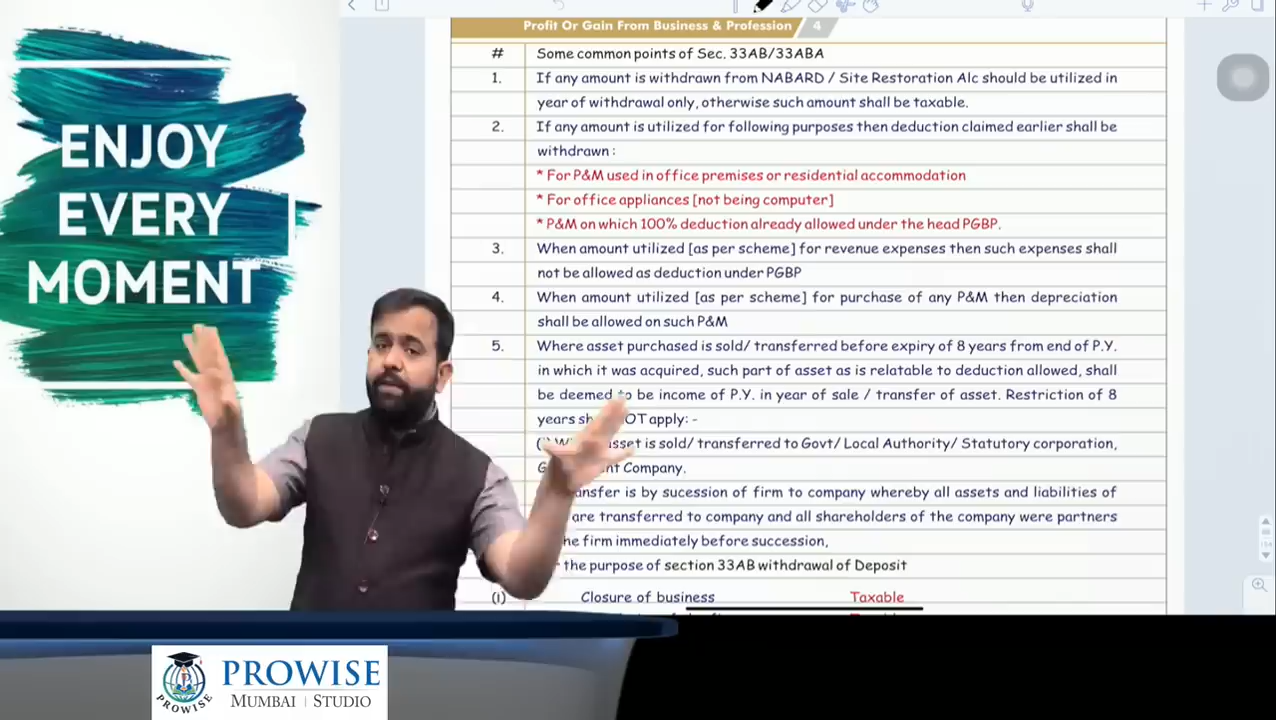 Profit Or Gain From Business & Profession 4
ENJOY
EVERY
MOMENT
# Some common points of Sec. 33AB/33ABA
1. If any amount is withdrawn from NABARD / Site Restoration Alc should be utilized in
year of withdrawal only, otherwise such amount shall be taxable.
2. If any amount is utilized for following purposes then deduction claimed earlier shall be
withdrawn :
* For P&M used in office premises or residential accommodation
* For office appliances [not being computer]
* P&M on which 100% deduction already allowed under the head PGBP.
3. When amount utilized [as per scheme] for revenue expenses then such expenses shall
not be allowed as deduction under PGBP
4. When amount utilized [as per scheme] for purchase of any P&M then depreciation
shall be allowed on such P&M
5. Where asset purchased is sold/ transferred before expiry of 8 years from end of P.Y.
in which it was acquired, such part of asset as is relatable to deduction allowed, shall
be deemed to be income of P.Y. in year of sale / transfer of asset. Restriction of 8
years apply: -
asset is sold/ transferred to Govt/ Local Authority/ Statutory corporation,
Company.
is by sucession of firm to company whereby all assets and liabilities of
are transferred to company and all shareholders of the company were partners
firm immediately before succession,
the purpose of section 33AB withdrawal of Deposit
(i) Closure of business Taxable
PROWISE
MUMBAI | STUDIO
PROWISE